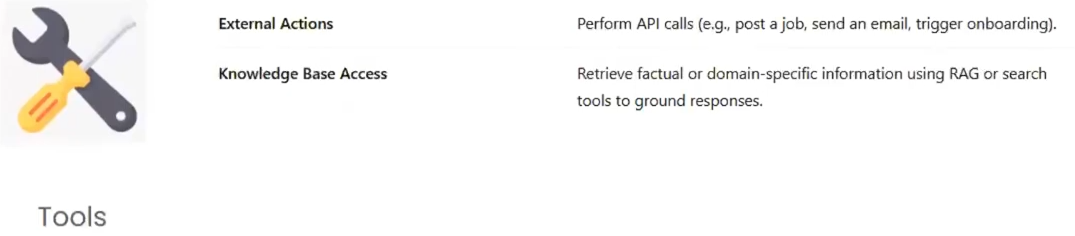 External Actions
Perform API calls (e.g., post a job, send an email, trigger onboarding).
Knowledge Base Access
Retrieve factual or domain-specific information using RAG or search
tools to ground responses.
Tools